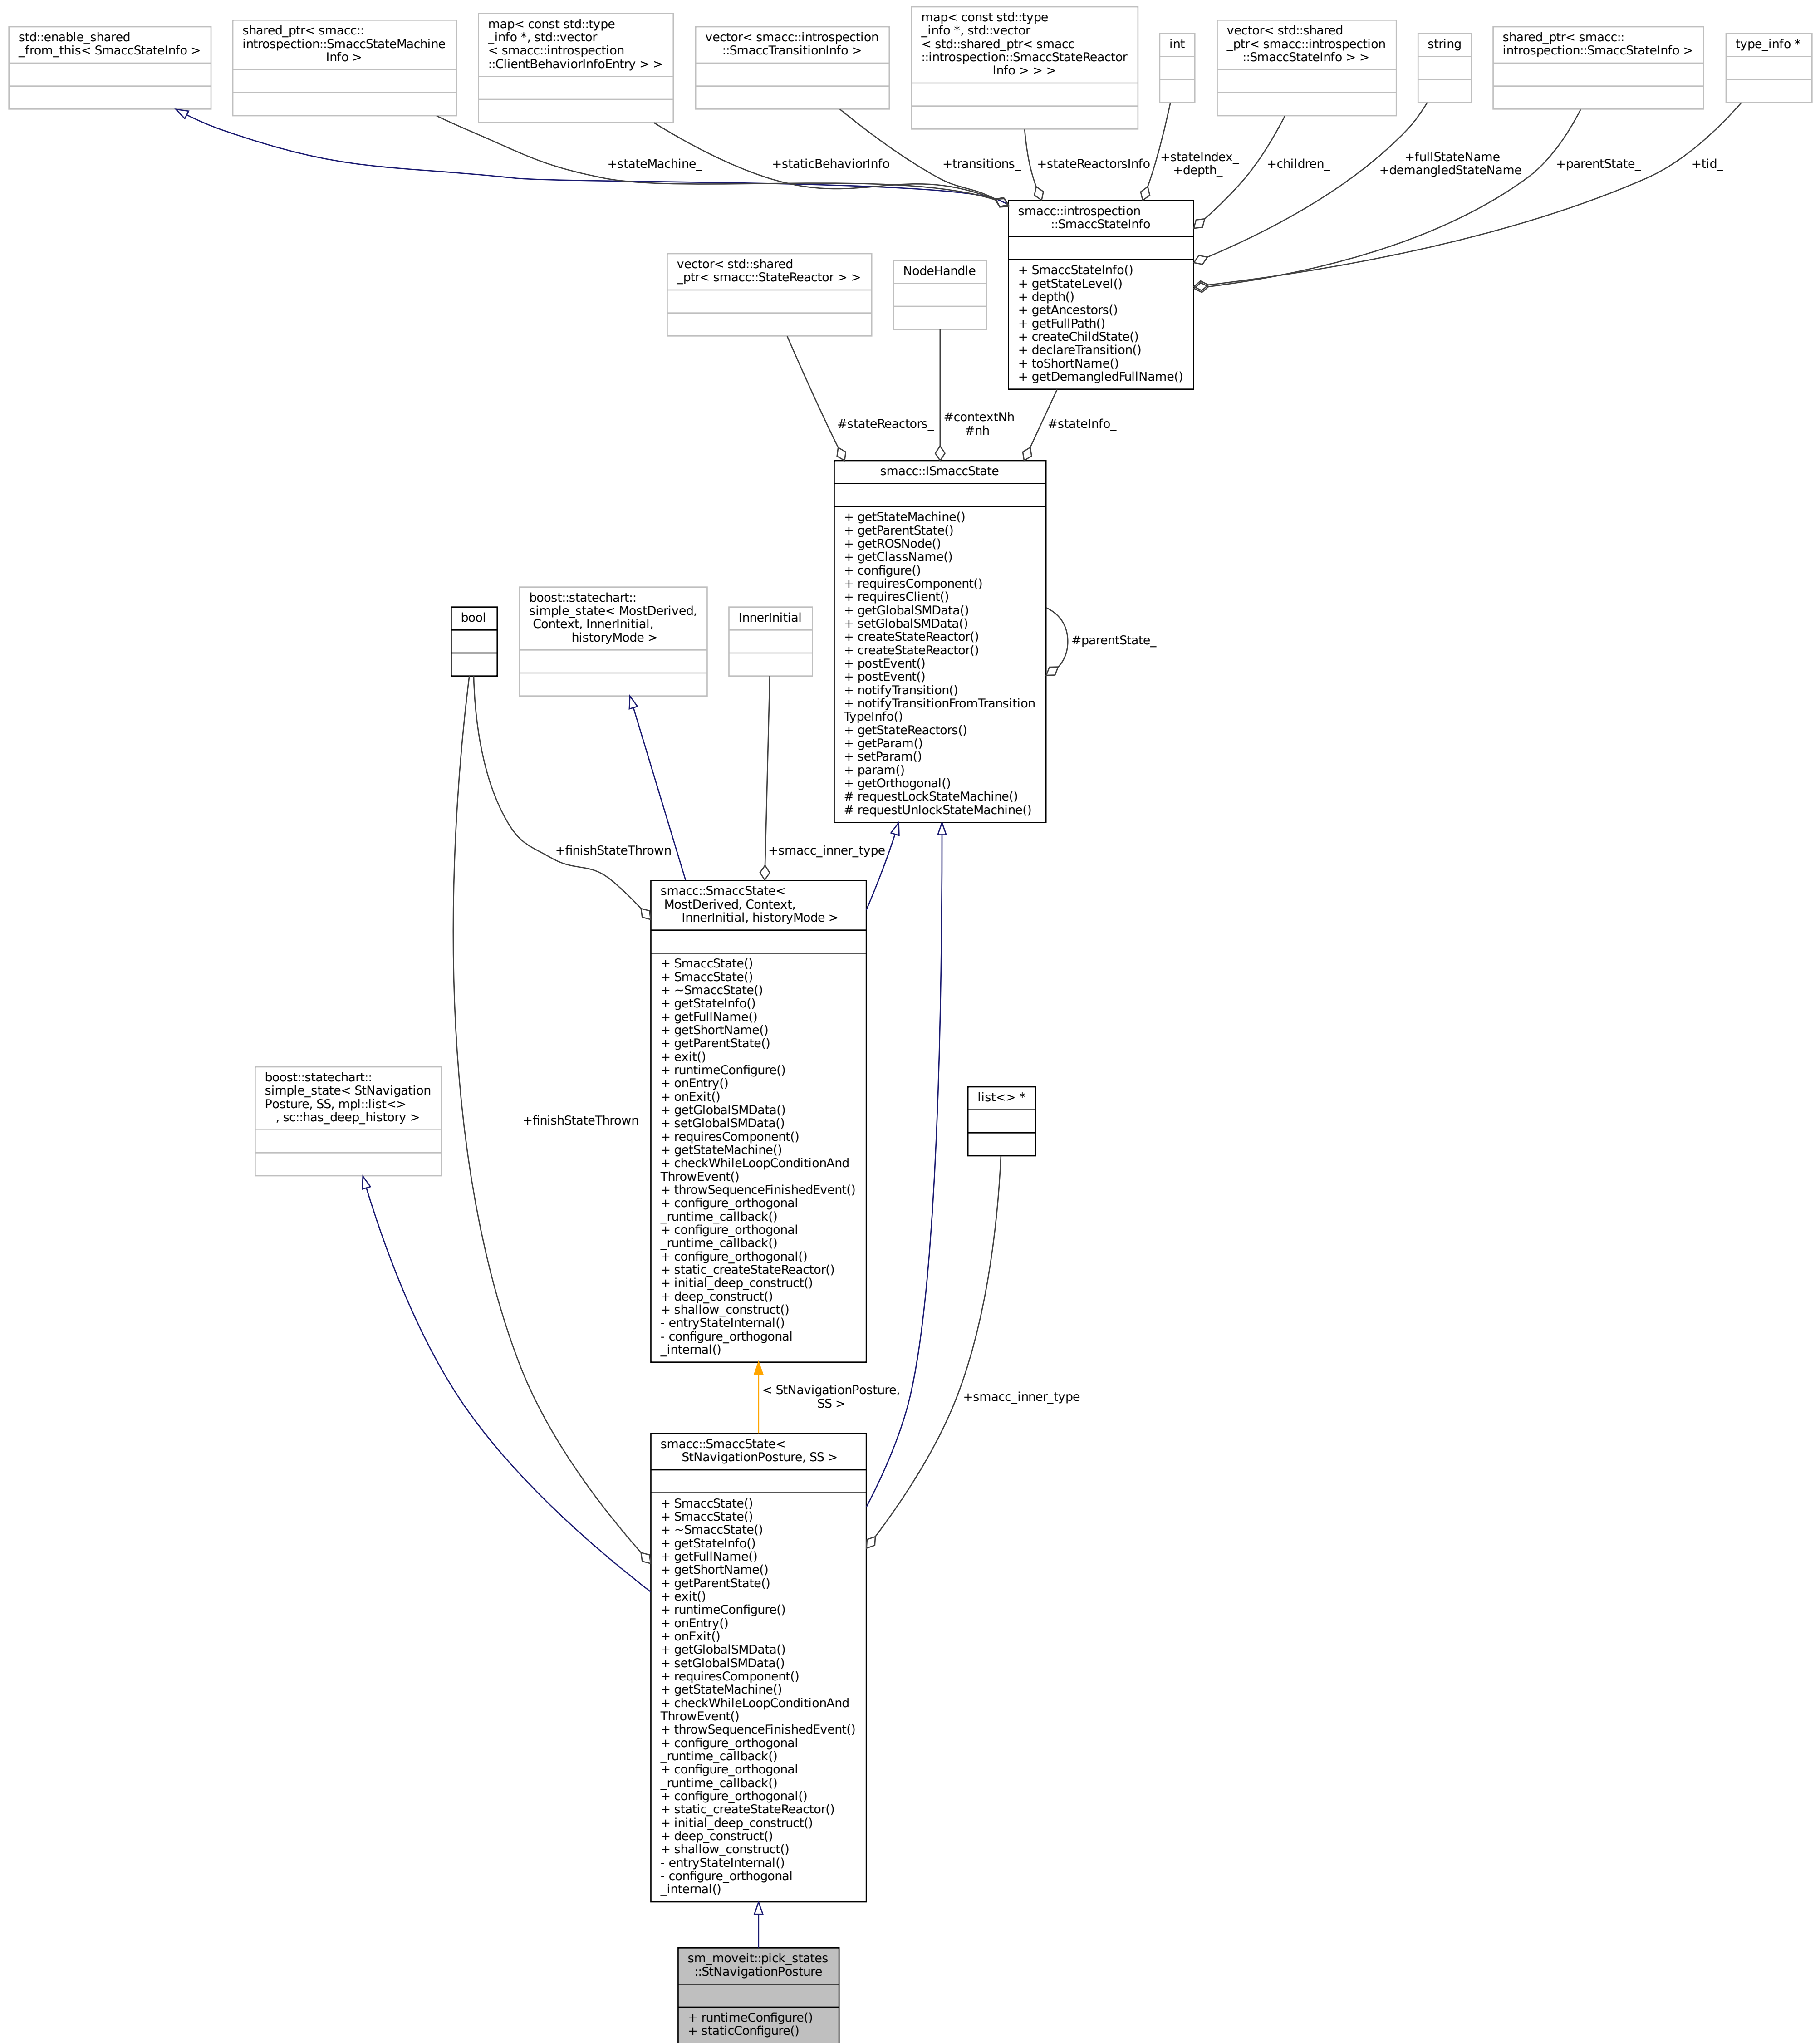 std::enable_shared
_from_this< SmaccStateInfo >
shared_ptr< smacc::
introspection::SmaccStateMachine
Info >
map< const std::type
_info *, std::vector
< smacc::introspection
::ClientBehaviorInfoEntry > >
vector< smacc::introspection
::SmaccTransitionInfo >
map< const std::type
_info *, std::vector
< std::shared_ptr< smacc
::introspection::SmaccStateReactor
Info > > >
int
vector< std::shared
_ptr< smacc::introspection
::SmaccStateInfo > >
string
shared_ptr< smacc::
introspection::SmaccStateInfo >
type_info *
+stateMachine_
+staticBehaviorInfo
+transitions_
+stateReactorsInfo
+stateIndex_
+depth_
+children_
+fullStateName
+demangledStateName
+parentState_
+tid_
smacc::introspection
::SmaccStateInfo
+ SmaccStateInfo()
+ getStateLevel()
+ depth()
+ getAncestors()
+ getFullPath()
+ createChildState()
+ declareTransition()
+ toShortName()
+ getDemangledFullName()
vector< std::shared
_ptr< smacc::StateReactor > >
NodeHandle
#stateReactors_
#contextNh
#nh
#stateInfo_
smacc::ISmaccState
+ getStateMachine()
+ getParentState()
+ getROSNode()
+ getClassName()
+ configure()
+ requiresComponent()
+ requiresClient()
+ getGlobalSMData()
+ setGlobalSMData()
+ createStateReactor()
+ createStateReactor()
+ postEvent()
+ postEvent()
+ notifyTransition()
+ notifyTransitionFromTransition
TypeInfo()
+ getStateReactors()
+ getParam()
+ setParam()
+ param()
+ getOrthogonal()
# requestLockStateMachine()
# requestUnlockStateMachine()
#parentState_
bool
boost::statechart::
simple_state< MostDerived,
Context, InnerInitial,
historyMode >
InnerInitial
+finishStateThrown
+smacc_inner_type
smacc::SmaccState<
MostDerived, Context,
InnerInitial, historyMode >
+ SmaccState()
+ SmaccState()
+ ~SmaccState()
+ getStateInfo()
+ getFullName()
+ getShortName()
+ getParentState()
+ exit()
+ runtimeConfigure()
+ onEntry()
+ onExit()
+ getGlobalSMData()
+ setGlobalSMData()
+ requiresComponent()
+ getStateMachine()
+ checkWhileLoopConditionAnd
ThrowEvent()
+ throwSequenceFinishedEvent()
+ configure_orthogonal
_runtime_callback()
+ configure_orthogonal
_runtime_callback()
+ configure_orthogonal()
+ static_createStateReactor()
+ initial_deep_construct()
+ deep_construct()
+ shallow_construct()
- entryStateInternal()
- configure_orthogonal
_internal()
boost::statechart::
simple_state< StNavigation
Posture, SS, mpl::list<>
, sc::has_deep_history >
+finishStateThrown
list<> *
< StNavigationPosture,
SS >
+smacc_inner_type
smacc::SmaccState<
StNavigationPosture, SS >
+ SmaccState()
+ SmaccState()
+ ~SmaccState()
+ getStateInfo()
+ getFullName()
+ getShortName()
+ getParentState()
+ exit()
+ runtimeConfigure()
+ onEntry()
+ onExit()
+ getGlobalSMData()
+ setGlobalSMData()
+ requiresComponent()
+ getStateMachine()
+ checkWhileLoopConditionAnd
ThrowEvent()
+ throwSequenceFinishedEvent()
+ configure_orthogonal
_runtime_callback()
+ configure_orthogonal
_runtime_callback()
+ configure_orthogonal()
+ static_createStateReactor()
+ initial_deep_construct()
+ deep_construct()
+ shallow_construct()
- entryStateInternal()
- configure_orthogonal
_internal()
sm_moveit::pick_states
::StNavigationPosture
+ runtimeConfigure()
+ staticConfigure()